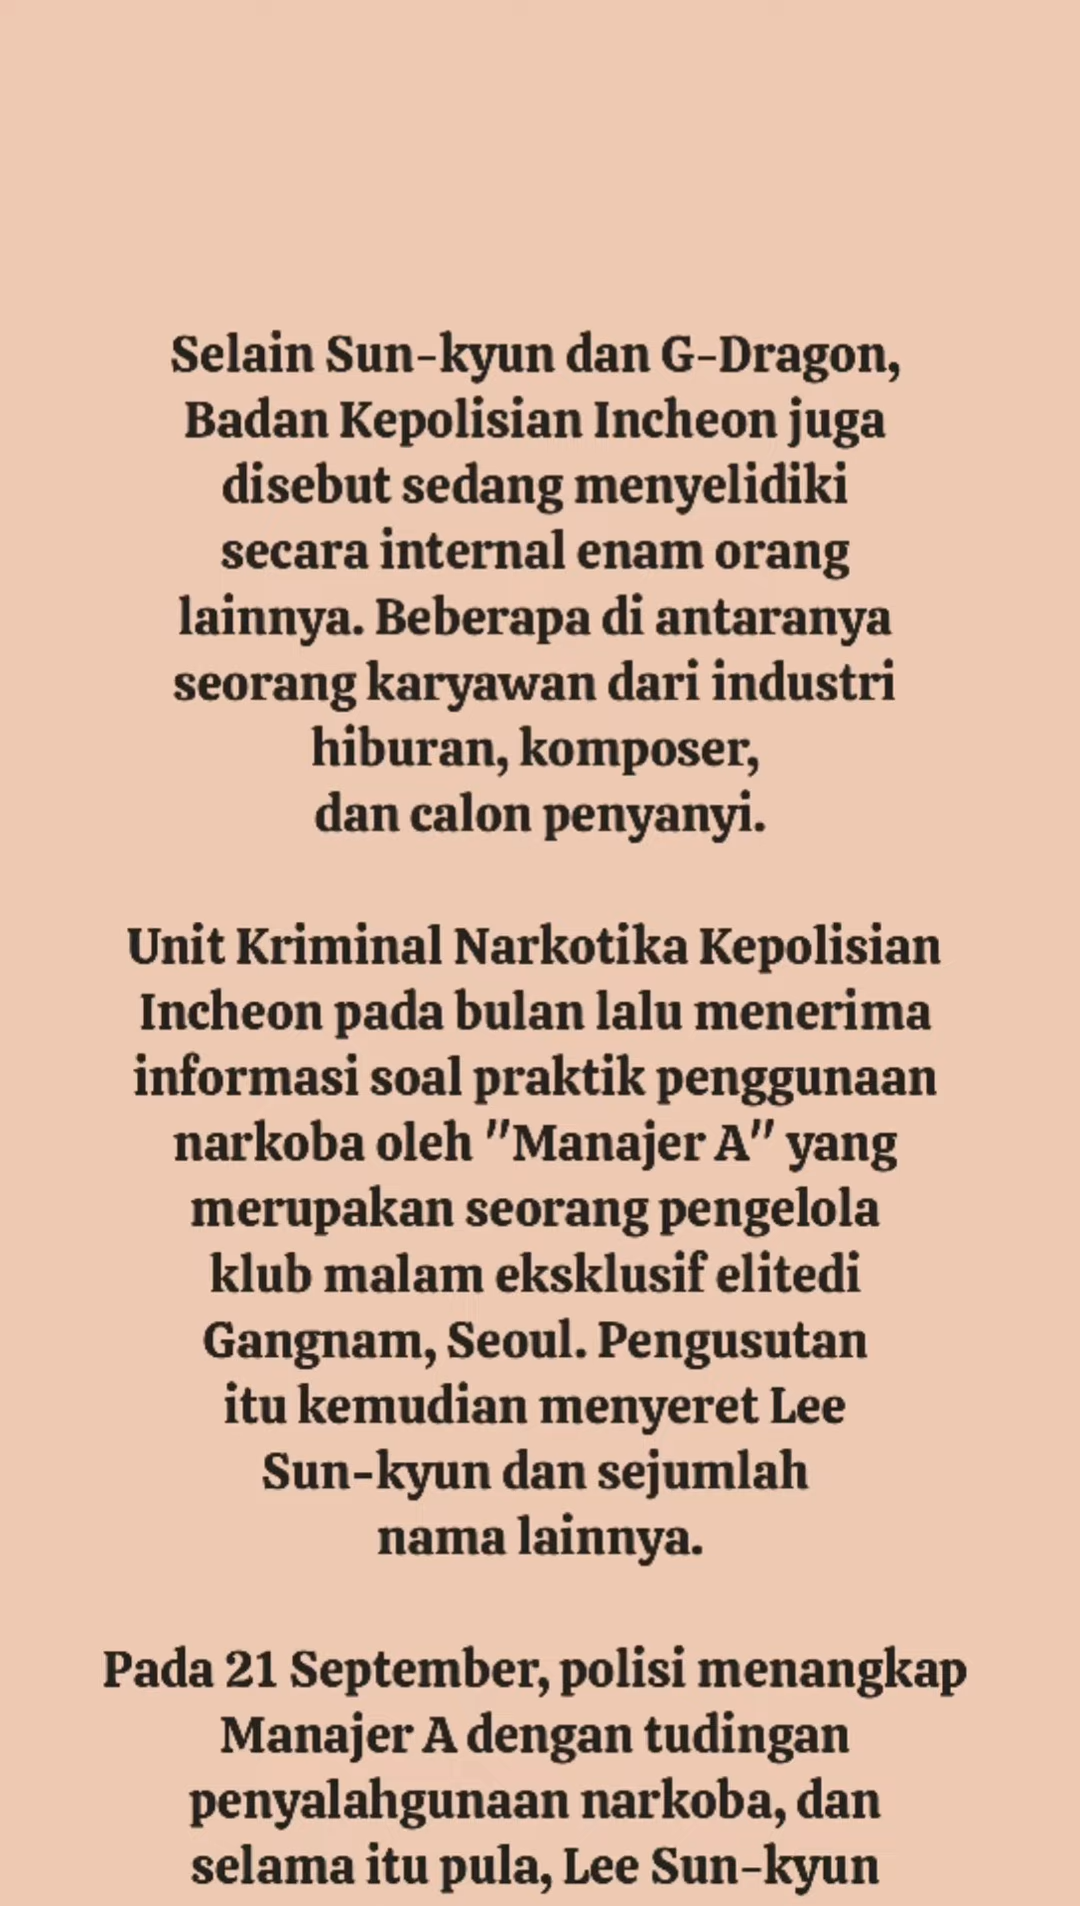 Selain Sun-kyun dan G-Dragon,
Badan Kepolisian Incheon juga
disebut sedang menyelidiki
secara internal enam orang
lainnya. Beberapa di antaranya
seorang karyawan dari industri
hiburan, komposer,
dan calon penyanyi.
Unit Kriminal Narkotika Kepolisian
Incheon pada bulan lalu menerima
informasi soal praktik penggunaan
narkoba oleh "Manajer A" yang
merupakan seorang pengelola
klub malam eksklusif elitedi
Gangnam, Seoul. Pengusutan
itu kemudian menyeret Lee
Sun-kyun dan sejumlah
nama lainnya.
Pada 21 September, polisi menangkap
Manajer A dengan tudingan
penyalahgunaan narkoba, dan
selama itu pula, Lee Sun-kyun